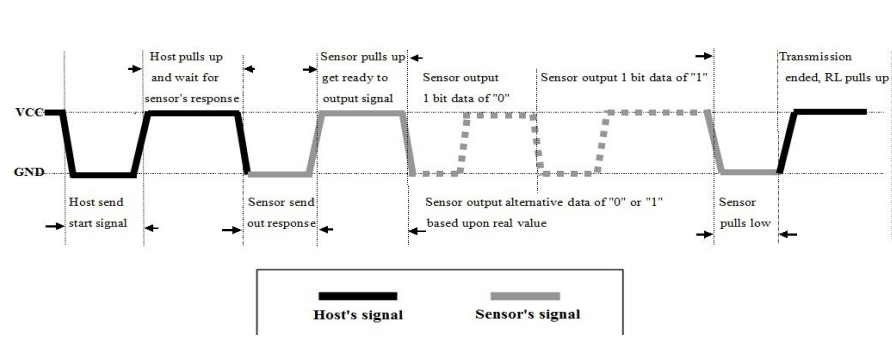 Host pulls up
and wait for
sensor's response
Sensor pulls up
get ready to
output signal
Sensor output
1 bit data of "0"
Sensor output 1 bit data of "1"
Transmission
ended, RL pulls up
VCC
GND
Host send
start signal
Sensor send
out response
Sensor output alternative data of "0" or "1"
based upon real value
Sensor
pulls low
Host's signal
Sensor's signal